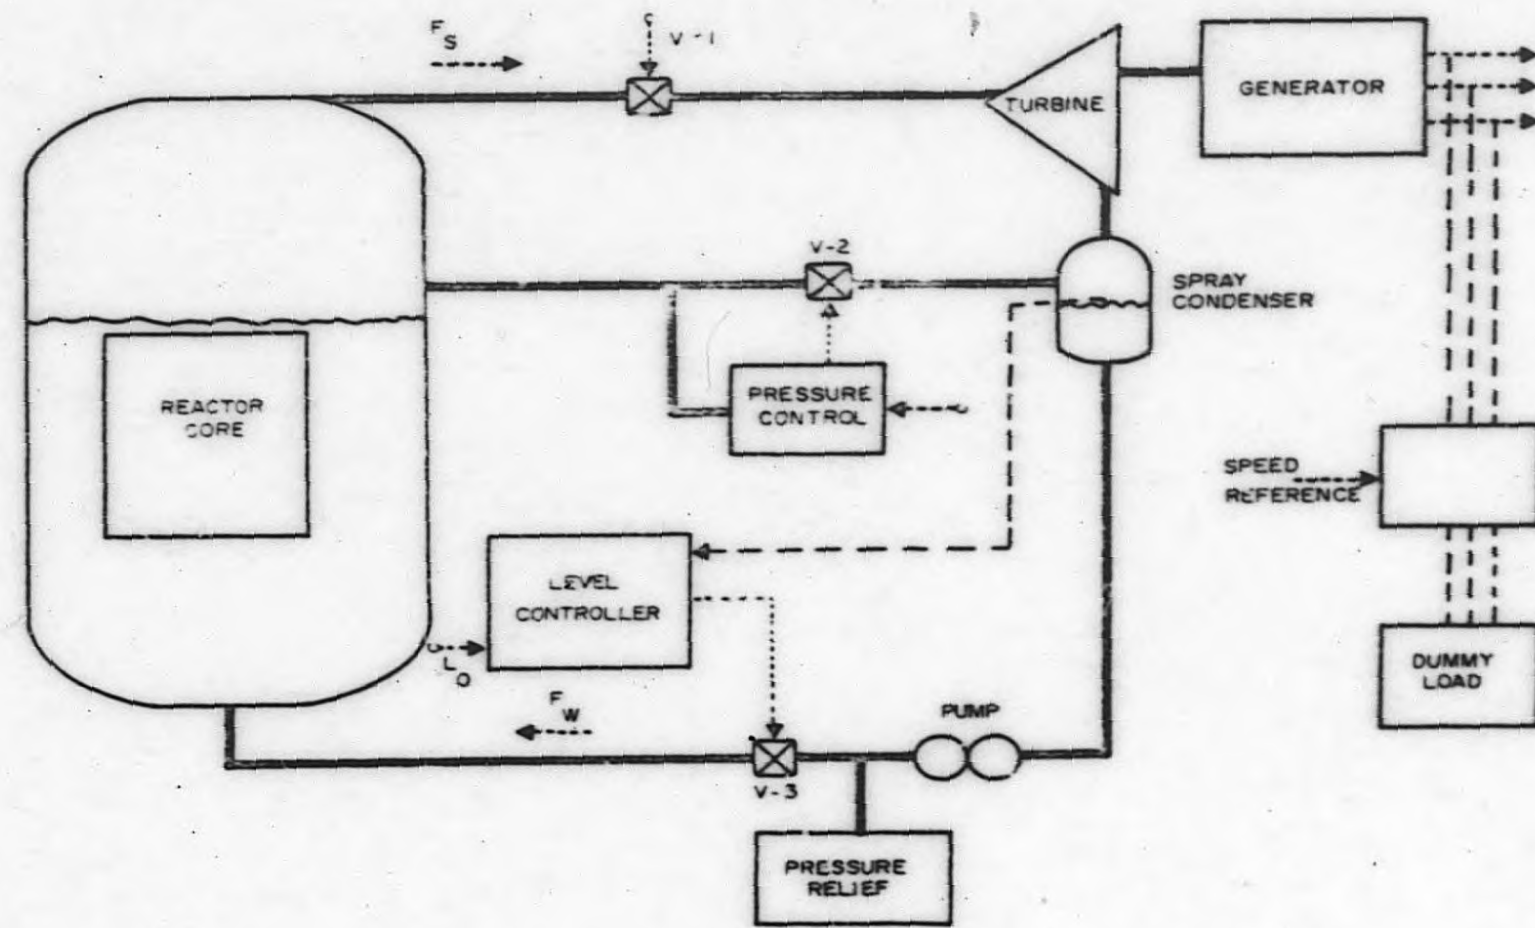 F
S
V-1
TURBINE
GENERATOR
V-2
SPRAY
CONDENSER
PRESSURE
CONTROL
REACTOR
CORE
SPEED
REFERENCE
LEVEL
CONTROLLER
L
O
F
W
PUMP
DUMMY
LOAD
V-3
PRESSURE
RELIEF